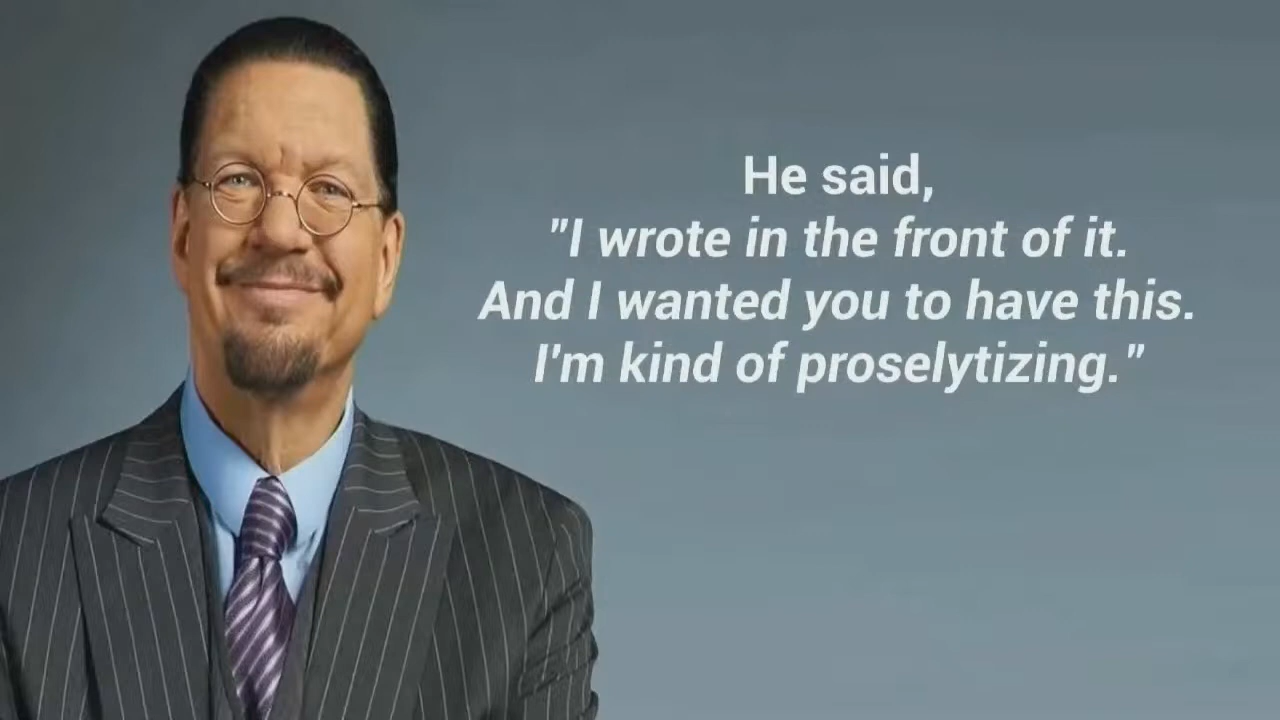 He said,
"I wrote in the front of it.
And I wanted you to have this.
I'm kind of proselytizing."